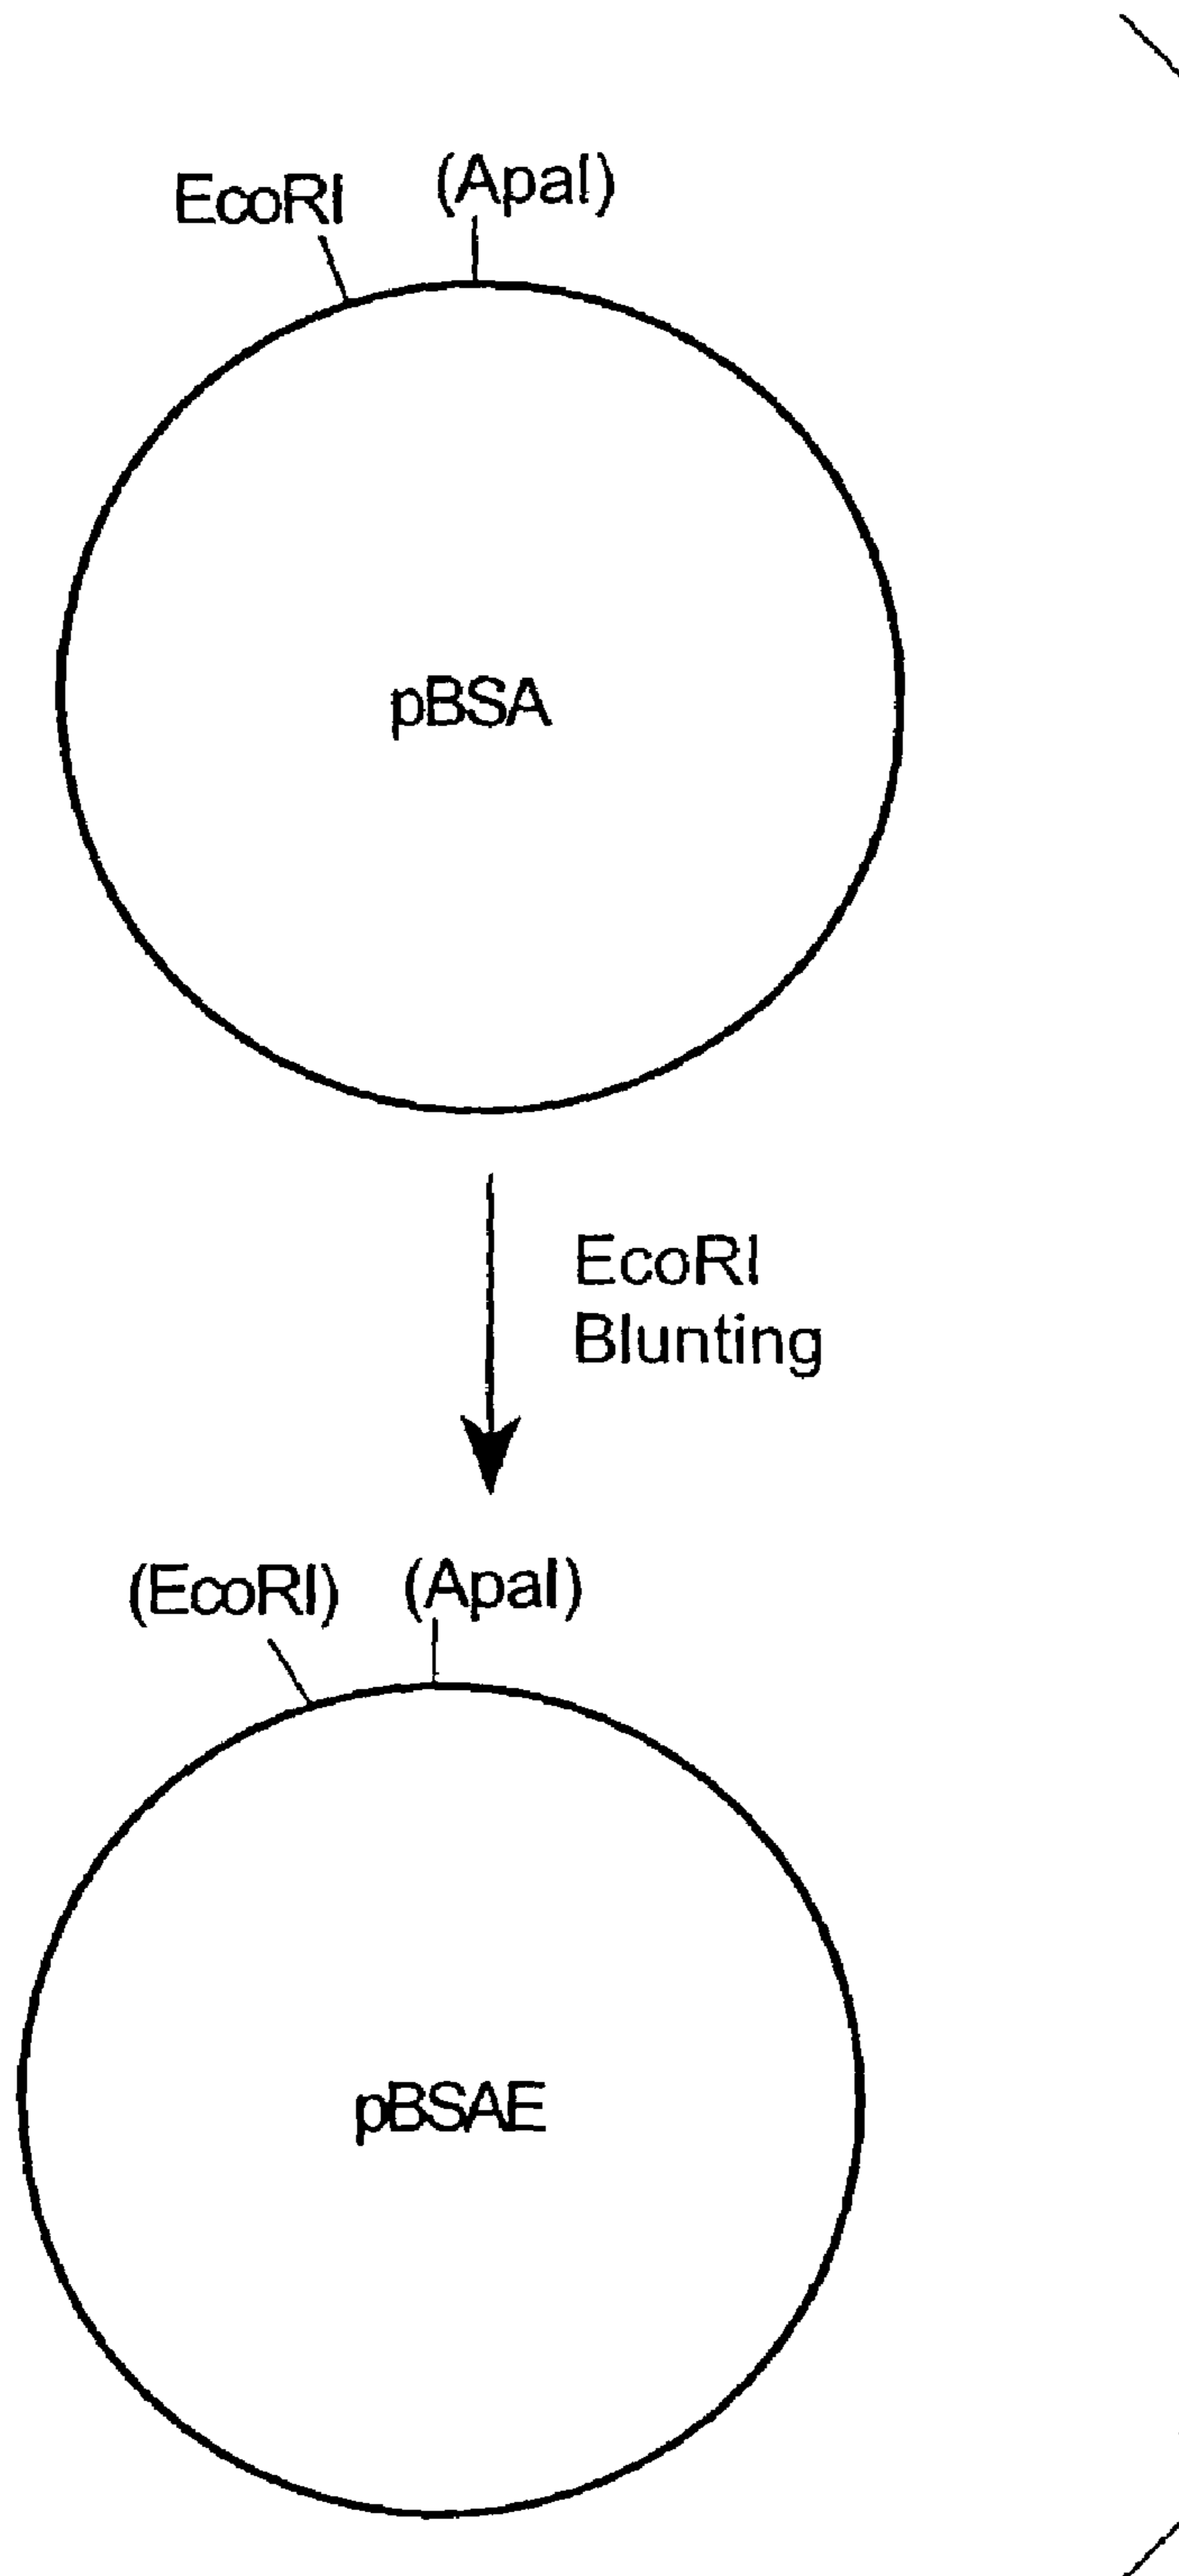 EcoRI (ApaI)
pBSA
EcoRI
Blunting
(EcoRI) (ApaI)
pBSAE